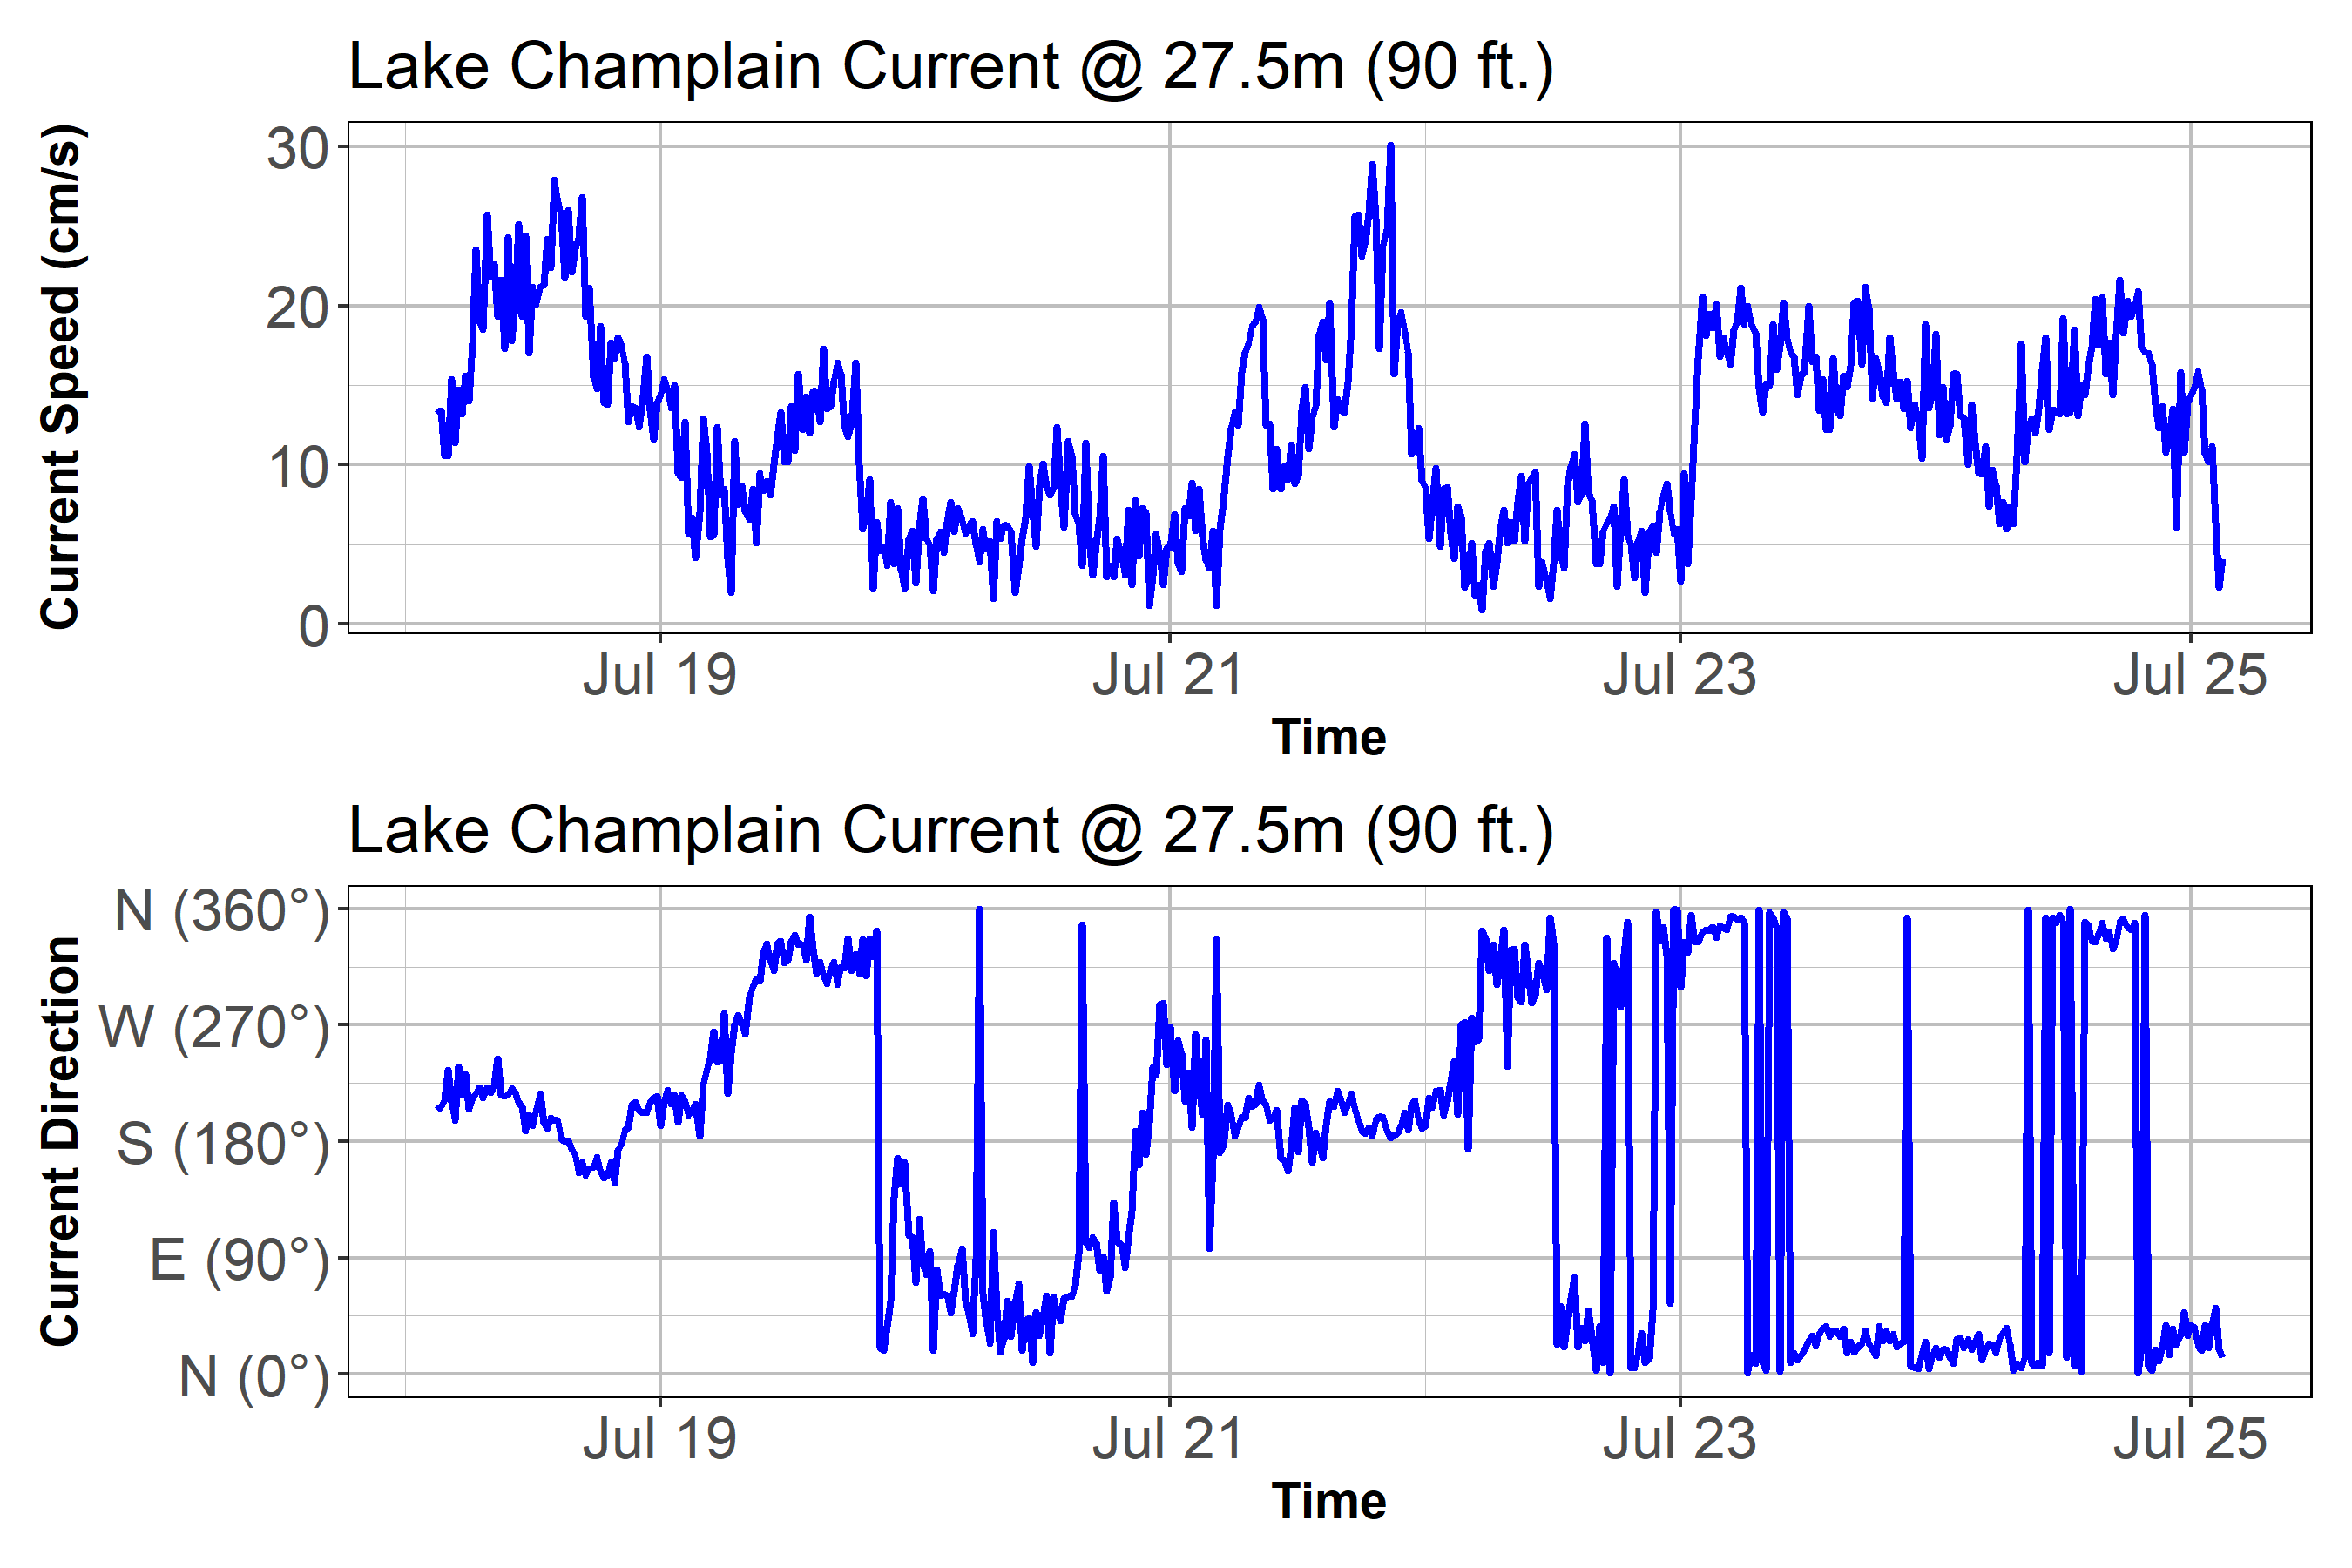 Lake Champlain Current @ 27.5m (90 ft.)
Current Speed (cm/s)
30
20
10
0
Jul 19 Jul 21 Jul 23 Jul 25
Time
Lake Champlain Current @ 27.5m (90 ft.)
Current Direction
N (360°)
W (270°)
S (180°)
E (90°)
N (0°)
Jul 19 Jul 21 Jul 23 Jul 25
Time